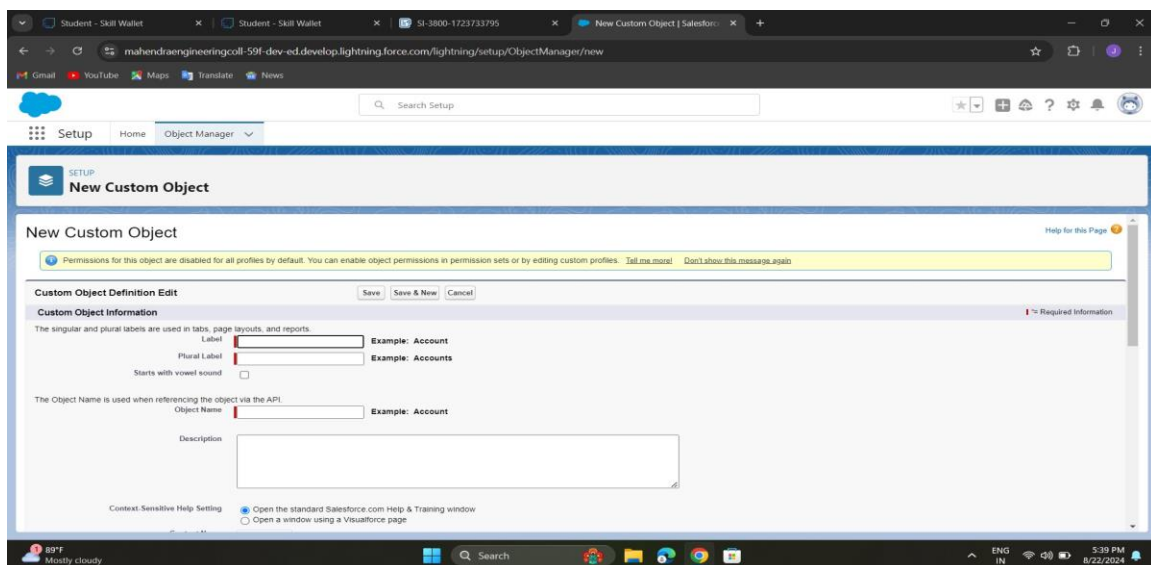 Student - Skill Wallet
Student - Skill Wallet
SI-3800-1723733795
New Custom Object | Salesforc
mahendraengineeringcoll-59f-dev-ed.develop.lightning.force.com/lightning/setup/ObjectManager/new
J
Gmail YouTube Maps Translate News
Search Setup
Setup Home Object Manager
SETUP
New Custom Object
New Custom Object
Help for this Page
Permissions for this object are disabled for all profiles by default. You can enable object permissions in permission sets or by editing custom profiles. Tell me more! Don't show this message again
Custom Object Definition Edit Save Save & New Cancel
Custom Object Information = Required Information
The singular and plural labels are used in tabs, page layouts, and reports.
Label Example: Account
Plural Label Example: Accounts
Starts with vowel sound
The Object Name is used when referencing the object via the API.
Object Name Example: Account
Description
Context-Sensitive Help Setting Open the standard Salesforce.com Help & Training window
Open a window using a Visualforce page
1 89°F
Mostly cloudy
Search
ENG
IN
5:39 PM
8/22/2024